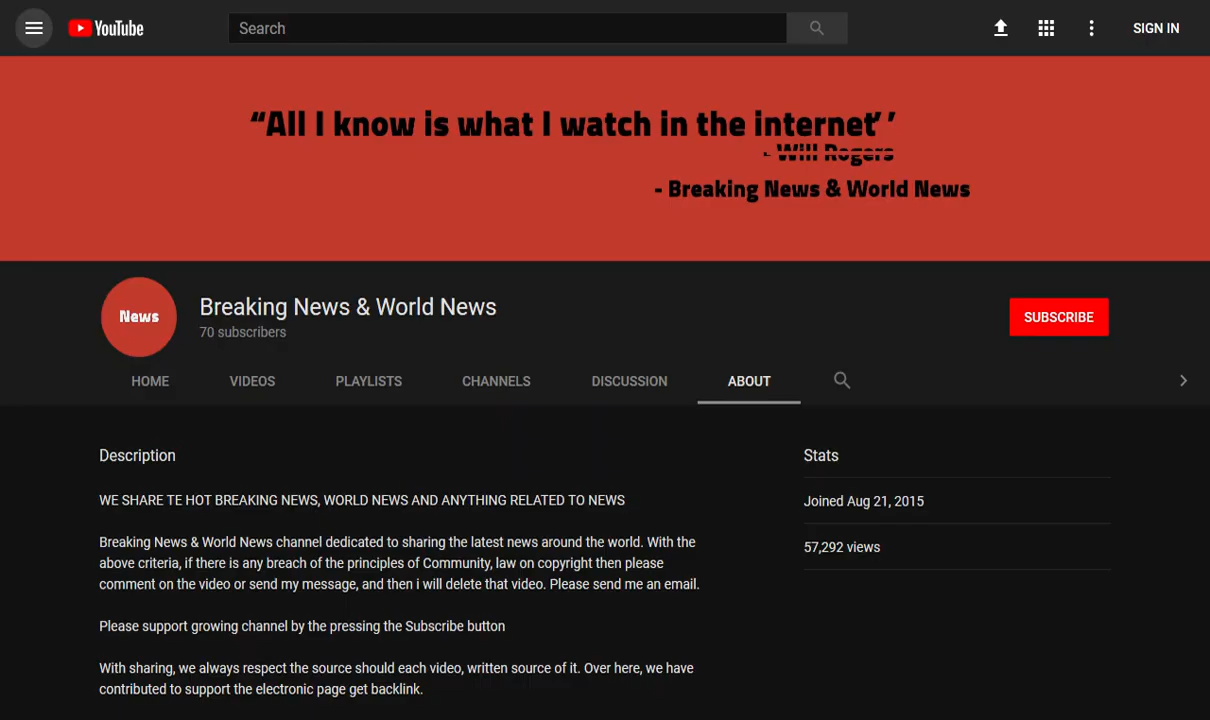 YouTube
Search
SIGN IN
“All I know is what I watch in the internet’’
- Will Rogers
- Breaking News & World News
News
Breaking News & World News
70 subscribers
SUBSCRIBE
HOME VIDEOS PLAYLISTS CHANNELS DISCUSSION ABOUT
Description
WE SHARE TE HOT BREAKING NEWS, WORLD NEWS AND ANYTHING RELATED TO NEWS
Breaking News & World News channel dedicated to sharing the latest news around the world. With the
above criteria, if there is any breach of the principles of Community, law on copyright then please
comment on the video or send my message, and then i will delete that video. Please send me an email.
Please support growing channel by the pressing the Subscribe button
With sharing, we always respect the source should each video, written source of it. Over here, we have
contributed to support the electronic page get backlink.
Stats
Joined Aug 21, 2015
57,292 views